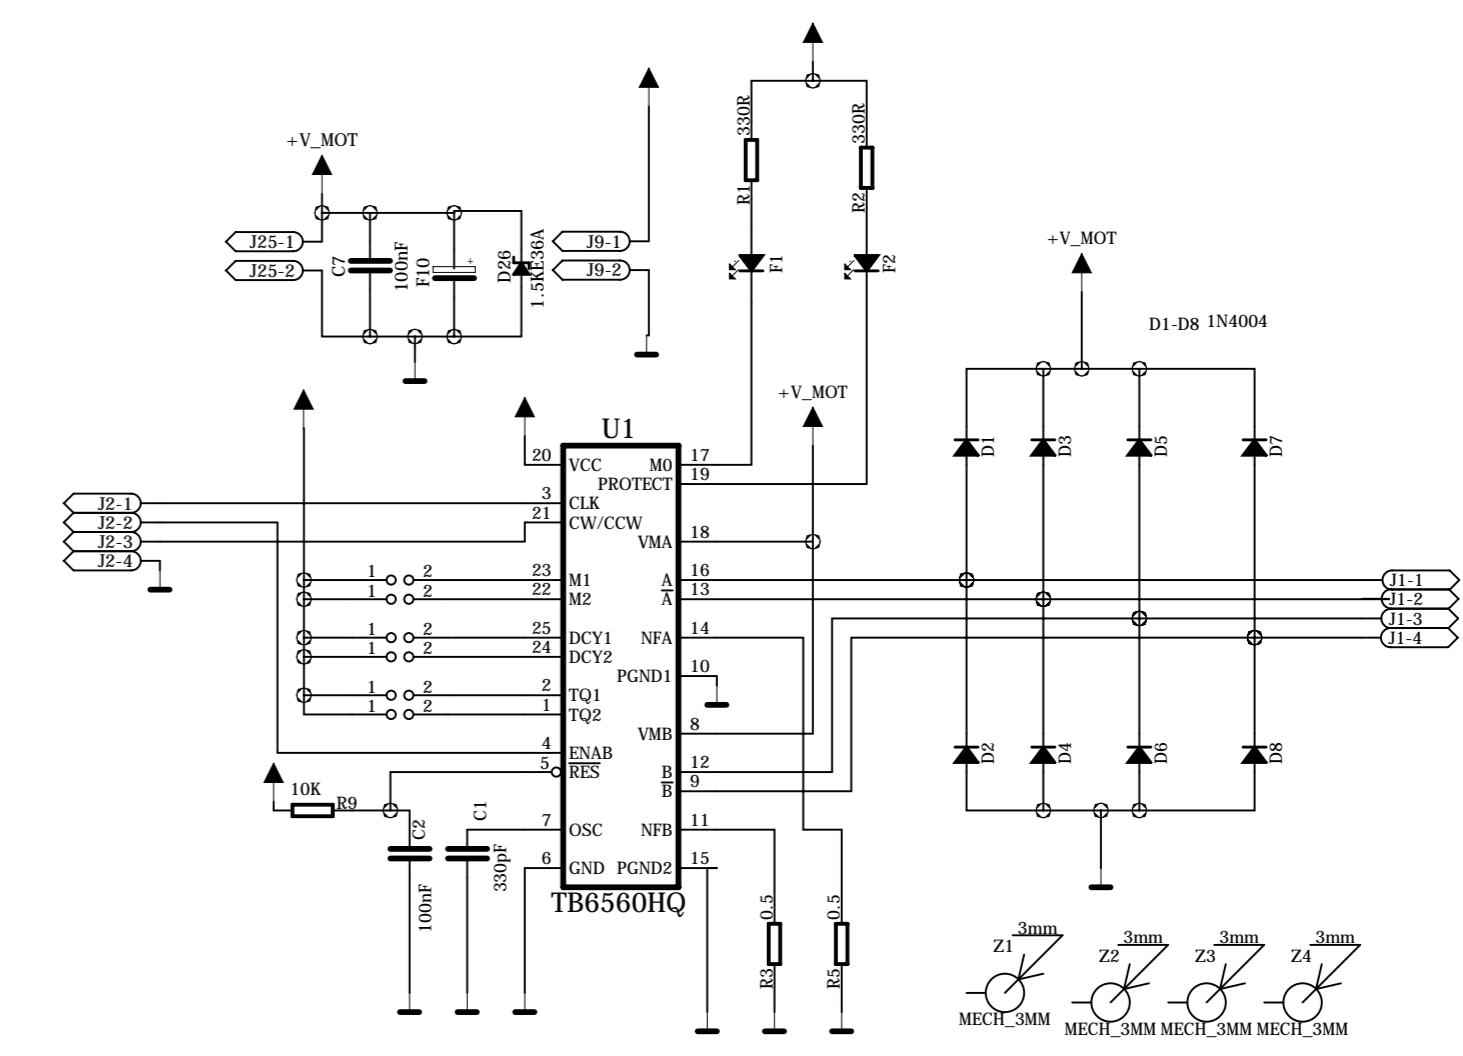 +V_MOT
J25-1
J25-2
C7
100nF
F10
+
D26
1.5KE36A
J9-1
J9-2
330R
R1
330R
R2
F1
F2
+V_MOT
D1-D8 1N4004
+V_MOT
D1
D3
D5
D7
D2
D4
D6
D8
J2-1
J2-2
J2-3
J2-4
1 2
1 2
1 2
1 2
1 2
1 2
U1
20 VCC
3 CLK
21 CW/CCW
23 M1
22 M2
25 DCY1
24 DCY2
2 TQ1
1 TQ2
4 ENAB
5 RES
7 OSC
6 GND
M0 17
PROTECT 19
VMA 18
A 16
A 13
NFA 14
PGND1 10
VMB 8
B 12
B 9
NFB 11
PGND2 15
TB6560HQ
J1-1
J1-2
J1-3
J1-4
10K
R9
C2
100nF
C1
330pF
0.5
R3
0.5
R5
3mm
Z1
MECH_3MM
3mm
Z2
MECH_3MM
3mm
Z3
MECH_3MM
3mm
Z4
MECH_3MM